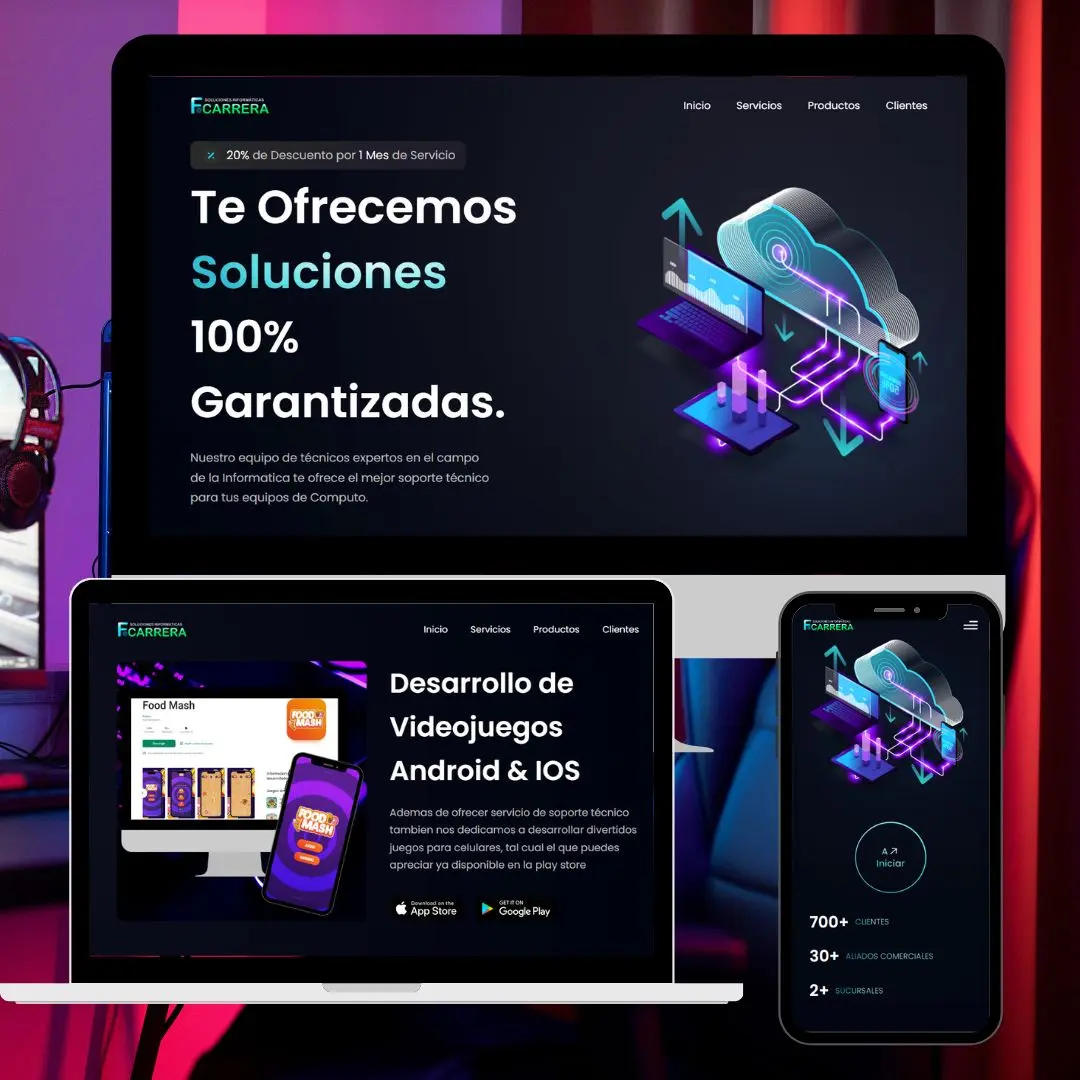 SOLUCIONES INFORMÁTICAS
FCARRERA
Inicio
Servicios
Productos
Clientes
20% de Descuento por 1 Mes de Servicio
Te Ofrecemos
Soluciones
100%
Garantizadas.
Nuestro equipo de técnicos expertos en el campo
de la Informatica te ofrece el mejor soporte técnico
para tus equipos de Computo.
SOLUCIONES INFORMÁTICAS
FCARRERA
Inicio
Servicios
Productos
Clientes
Food Mash
FOOD
MASH
FOOD
MASH
Desarrollo de
Videojuegos
Android & IOS
Ademas de ofrecer servicio de soporte técnico
tambien nos dedicamos a desarrollar divertidos
juegos para celulares, tal cual el que puedes
apreciar ya disponible en la play store
Download on the
App Store
GET IT ON
Google Play
SOLUCIONES INFORMÁTICAS
FCARRERA
A
Iniciar
700+ CLIENTES
30+ ALIADOS COMERCIALES
2+ SUCURSALES